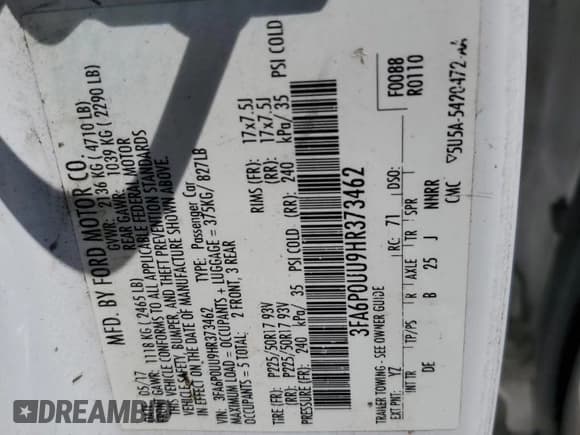 MFD. BY FORD MOTOR CO.
DATE: 05/17
GVWR: 2136 KG ( 4710 LB)
FRONT GAWR: 1118 KG ( 2465 LB)
REAR GAWR: 1039 KG ( 2290 LB)
THIS VEHICLE CONFORMS TO ALL APPLICABLE FEDERAL MOTOR
VEHICLE SAFETY, BUMPER, AND THEFT PREVENTION STANDARDS
IN EFFECT ON THE DATE OF MANUFACTURE SHOWN ABOVE.
VIN: 3FA6P0UU9HR373462 TYPE: Passenger Car
MAXIMUM LOAD = OCCUPANTS + LUGGAGE = 375KG/ 827LB
OCCUPANTS = 5 TOTAL: 2 FRONT, 3 REAR
TIRES (FR): P225/50R17 93V RIMS (FR): 17x7.5J
(RR): P225/50R17 93V (RR): 17x7.5J
PRESSURE (FR): 240 kPa/ 35 PSI COLD (RR): 240 kPa/ 35 PSI COLD
3FA6P0UU9HR373462
TRAILER TOWING - SEE OWNER GUIDE
F0088
R0110
EXT PNT: YZ RC: 71 DSO:
INT TR TP/PS R AXLE TR SPR
DE B 25 J NNRR
CMC ▽5U5A-5420472-AA
DREAMBID